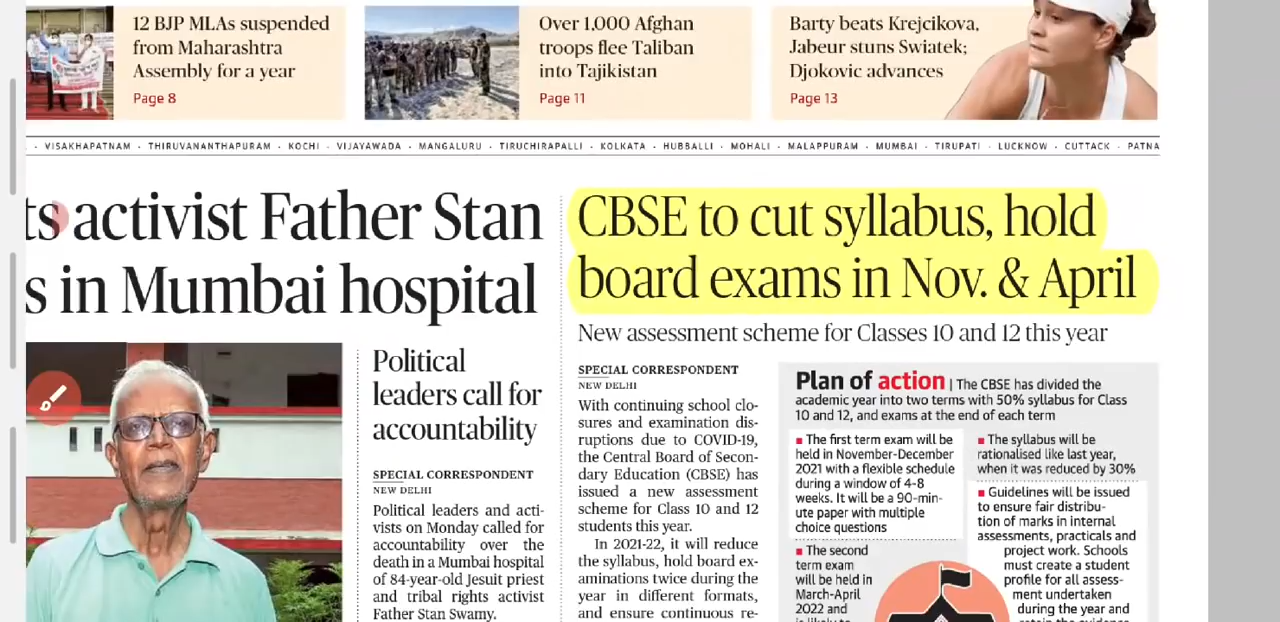 12 BJP MLAs suspended
from Maharashtra
Assembly for a year
Page 8
Over 1,000 Afghan
troops flee Taliban
into Tajikistan
Page 11
Barty beats Krejcikova,
Jabeur stuns Swiatek;
Djokovic advances
Page 13
· VISAKHAPATNAM · THIRUVANANTHAPURAM · KOCHI · VIJAYAWADA · MANGALURU · TIRUCHIRAPALLI · KOLKATA · HUBBALLI · MOHALI · MALAPPURAM · MUMBAI · TIRUPATI · LUCKNOW · CUTTACK · PATNA
ts activist Father Stan
s in Mumbai hospital
Political
leaders call for
accountability
SPECIAL CORRESPONDENT
NEW DELHI
Political leaders and acti-
vists on Monday called for
accountability over the
death in a Mumbai hospital
of 84-year-old Jesuit priest
and tribal rights activist
Father Stan Swamy.
CBSE to cut syllabus, hold
board exams in Nov. & April
New assessment scheme for Classes 10 and 12 this year
SPECIAL CORRESPONDENT
NEW DELHI
With continuing school clo-
sures and examination dis-
ruptions due to COVID-19,
the Central Board of Secon-
dary Education (CBSE) has
issued a new assessment
scheme for Class 10 and 12
students this year.
In 2021-22, it will reduce
the syllabus, hold board ex-
aminations twice during the
year in different formats,
and ensure continuous re-
Plan of action | The CBSE has divided the
academic year into two terms with 50% syllabus for Class
10 and 12, and exams at the end of each term
■ The first term exam will be
held in November-December
2021 with a flexible schedule
during a window of 4-8
weeks. It will be a 90-min-
ute paper with multiple
choice questions
■ The second
term exam
will be held in
March-April
2022 and
is likely to
■ The syllabus will be
rationalised like last year,
when it was reduced by 30%
■ Guidelines will be issued
to ensure fair distribu-
tion of marks in internal
assessments, practicals and
project work. Schools
must create a student
profile for all assess-
ment undertaken
during the year and
retain the evidence